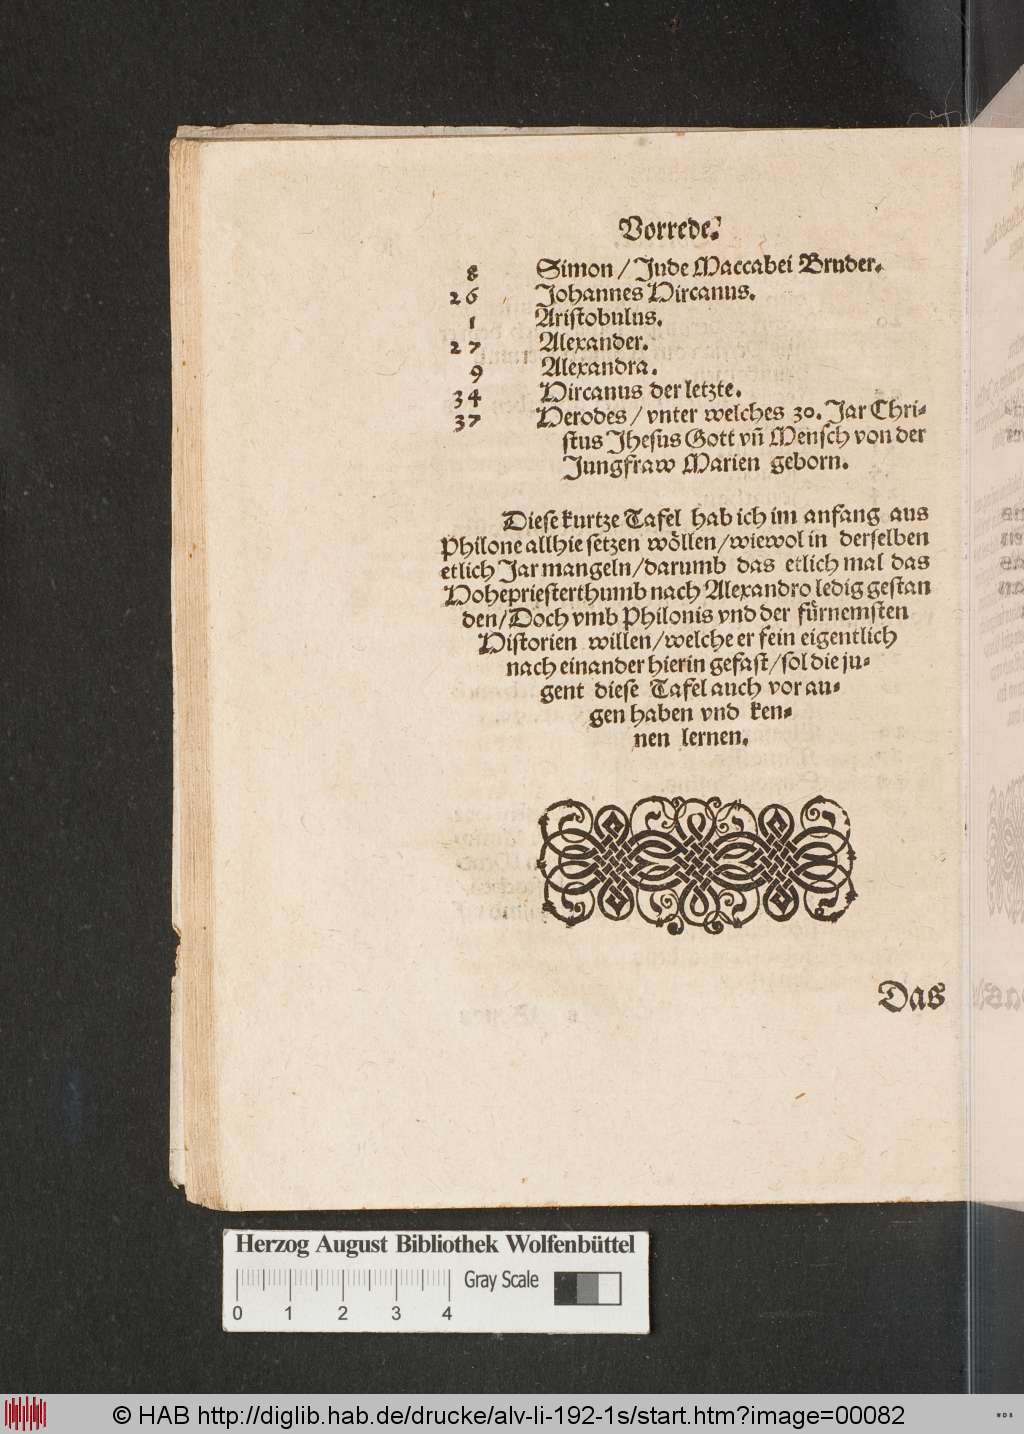 Vorrede.
8 Simon / Jude Maccabei Bruder.
26 Johannes Hircanus.
1 Aristobulus.
27 Alexander.
9 Alexandra.
34 Hircanus der letzte.
37 Herodes / vnter welches 30. Jar Chri-
stus Jhesus Gott vn̄ Mensch von der
Jungfraw Marien geborn.
Diese kurtze Tafel hab ich im anfang aus
Philone allhie setzen wöllen / wiewol in derselben
etlich Jar mangeln / darumb das etlich mal das
Hohepriesterthumb nach Alexandro ledig gestan
den / Doch vmb Philonis vnd der fürnemsten
Historien willen / welche er fein eigentlich
nach einander hierin gefast / sol die ju-
gent diese Tafel auch vor au-
gen haben vnd ken-
nen lernen.
Das
Herzog August Bibliothek Wolfenbüttel
Gray Scale
0 1 2 3 4
© HAB http://diglib.hab.de/drucke/alv-li-192-1s/start.htm?image=00082